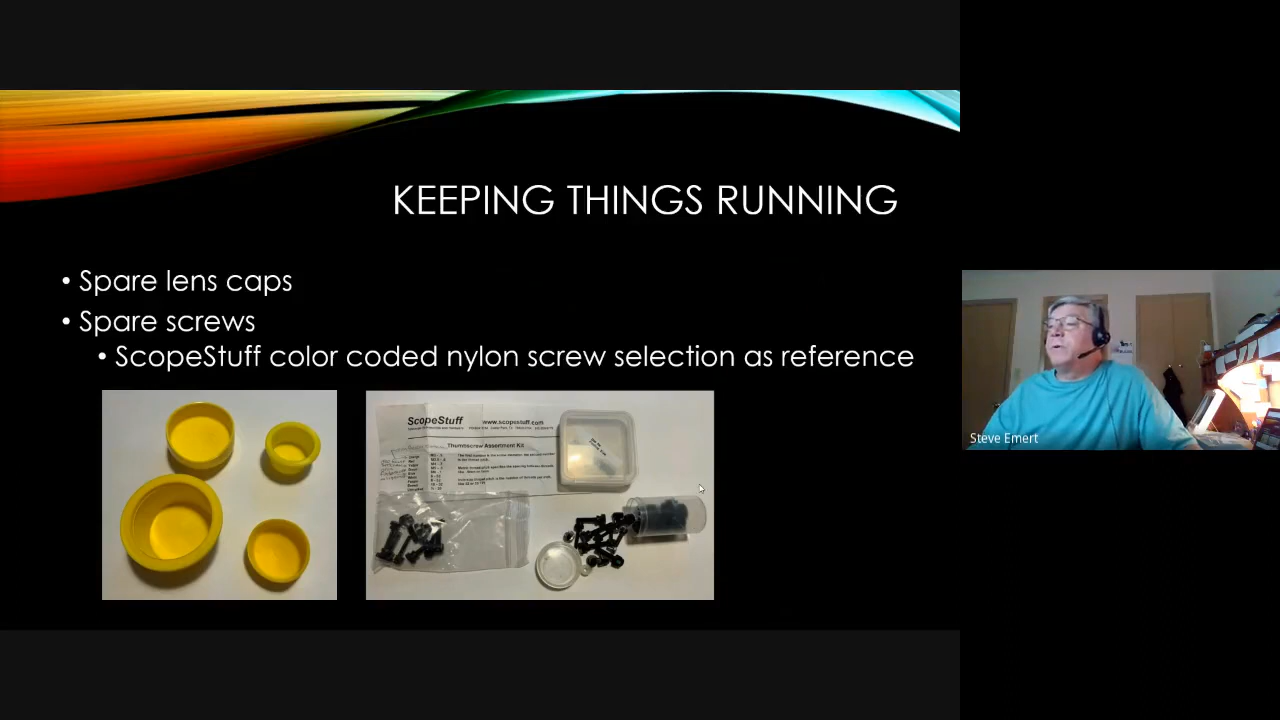 KEEPING THINGS RUNNING
• Spare lens caps
• Spare screws
• ScopeStuff color coded nylon screw selection as reference
ScopeStuff www.scopestuff.com
Thumbscrew Assortment Kit
Steve Emert